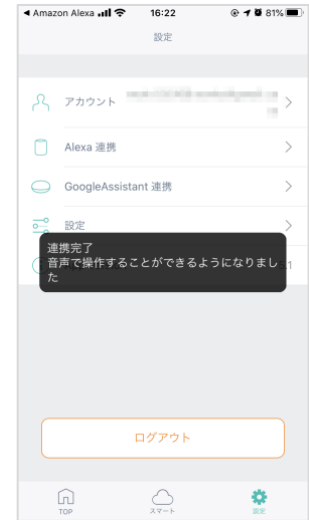 ◀ Amazon Alexa 16:22 81%
設定
アカウント
Alexa 連携
GoogleAssistant 連携
設定
連携完了
音声で操作することができるようになりまし
た
ログアウト
TOP
スマート
設定